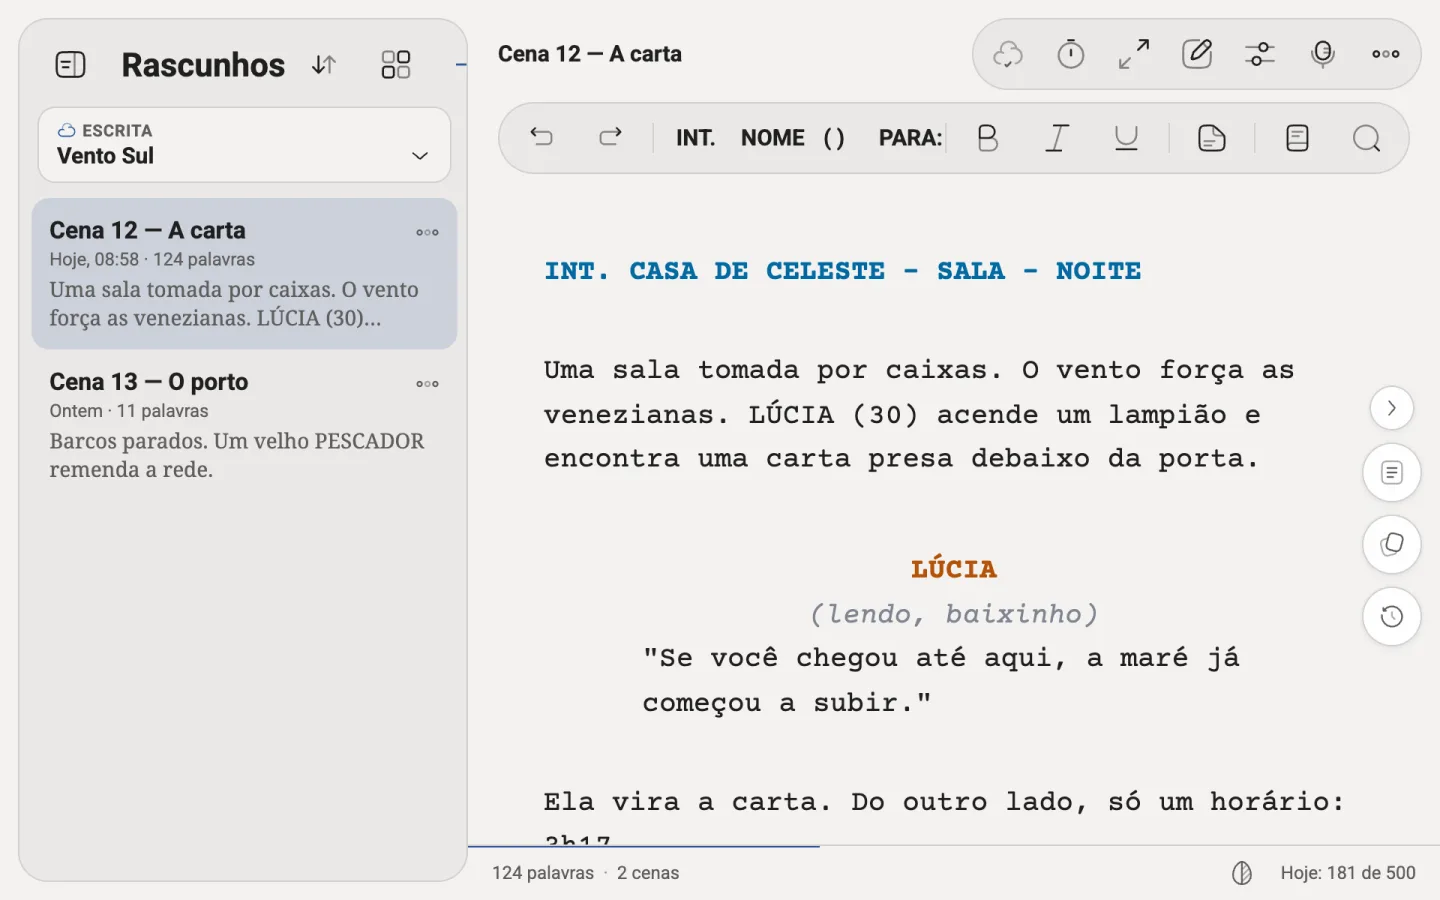 Rascunhos
ESCRITA
Vento Sul
Cena 12 — A carta
Hoje, 08:58 · 124 palavras
Uma sala tomada por caixas. O vento
força as venezianas. LÚCIA (30)...
Cena 13 — O porto
Ontem · 11 palavras
Barcos parados. Um velho PESCADOR
remenda a rede.
Cena 12 — A carta
INT. NOME () PARA: B I U
INT. CASA DE CELESTE - SALA - NOITE
Uma sala tomada por caixas. O vento força as
venezianas. LÚCIA (30) acende um lampião e
encontra uma carta presa debaixo da porta.
LÚCIA
(lendo, baixinho)
"Se você chegou até aqui, a maré já
começou a subir."
Ela vira a carta. Do outro lado, só um horário:
3h17
124 palavras · 2 cenas
Hoje: 181 de 500